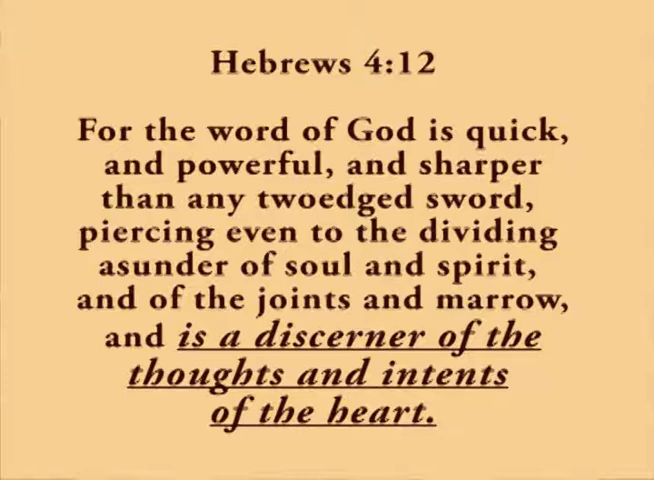 Hebrews 4:12
For the word of God is quick,
and powerful, and sharper
than any twoedged sword,
piercing even to the dividing
asunder of soul and spirit,
and of the joints and marrow,
and is a discerner of the
thoughts and intents
of the heart.